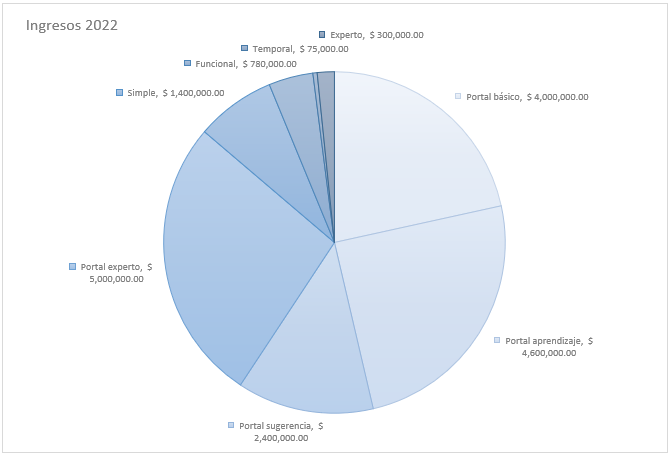 Ingresos 2022
Experto, $ 300,000.00
Temporal, $ 75,000.00
Funcional, $ 780,000.00
Simple, $ 1,400,000.00
Portal básico, $ 4,000,000.00
Portal experto, $
5,000,000.00
Portal aprendizaje, $
4,600,000.00
Portal sugerencia, $
2,400,000.00